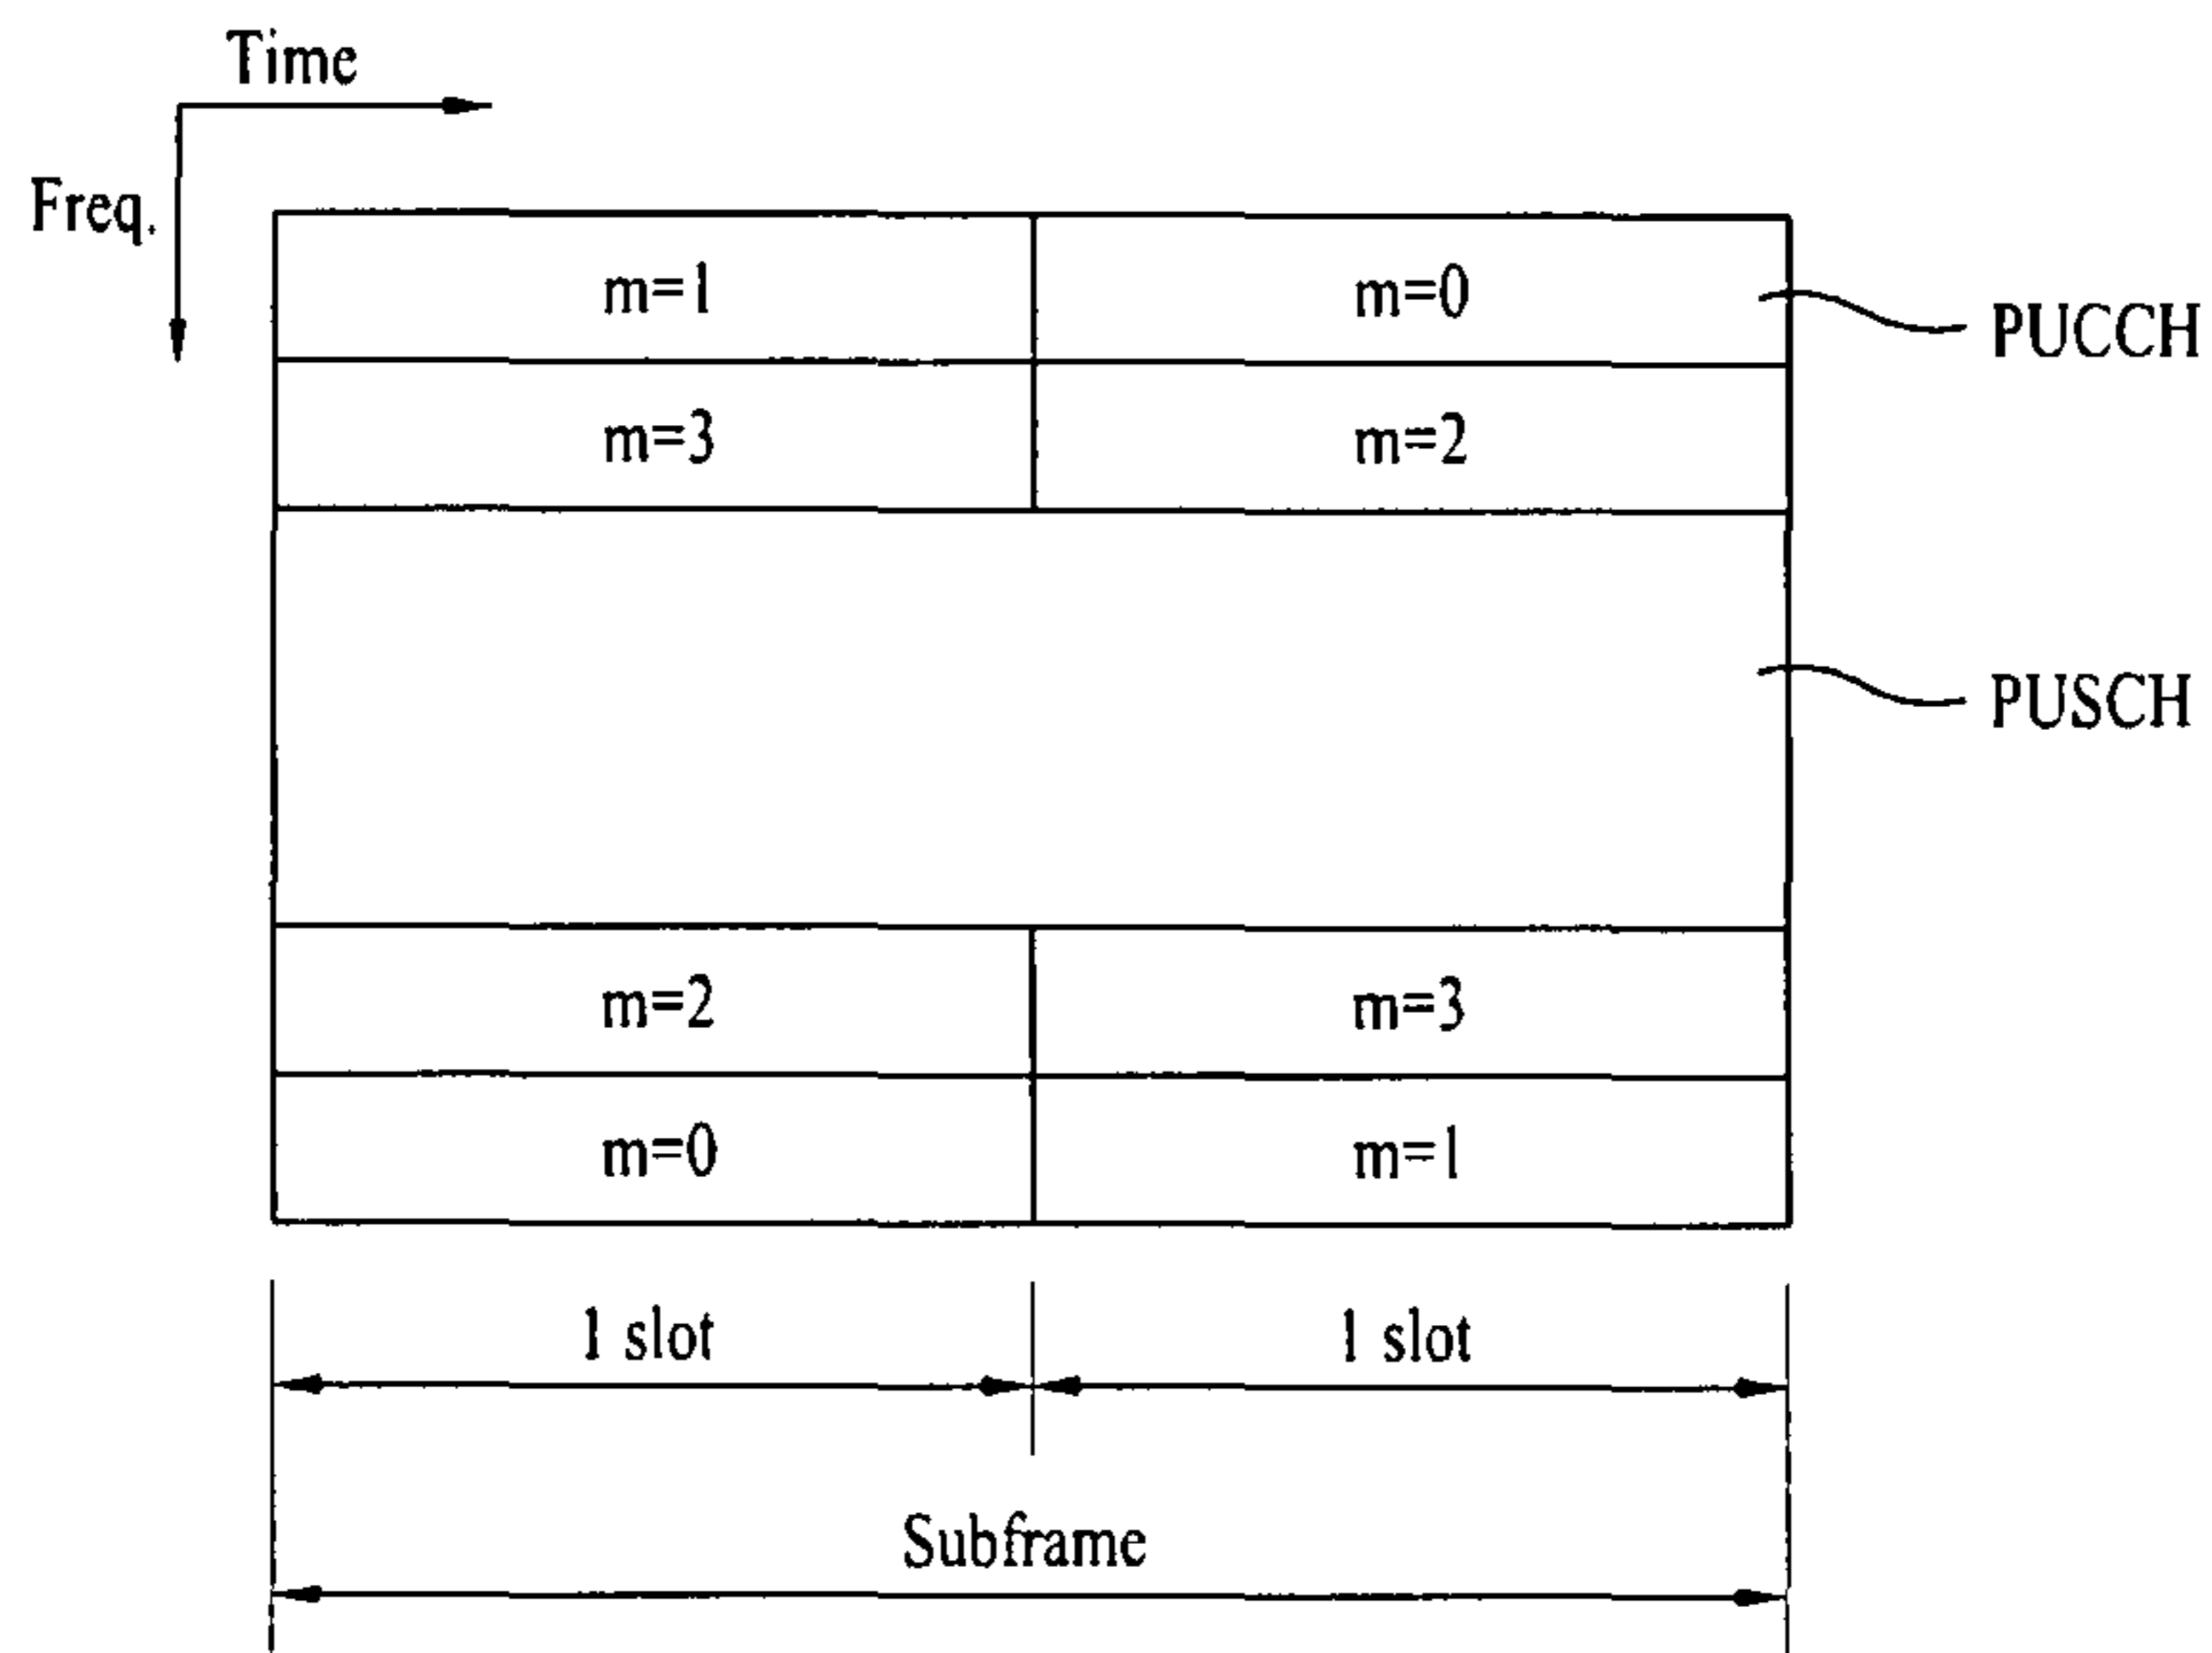 Time
Freq.
m=1
m=0
PUCCH
m=3
m=2
PUSCH
m=2
m=3
m=0
m=1
1 slot
1 slot
Subframe